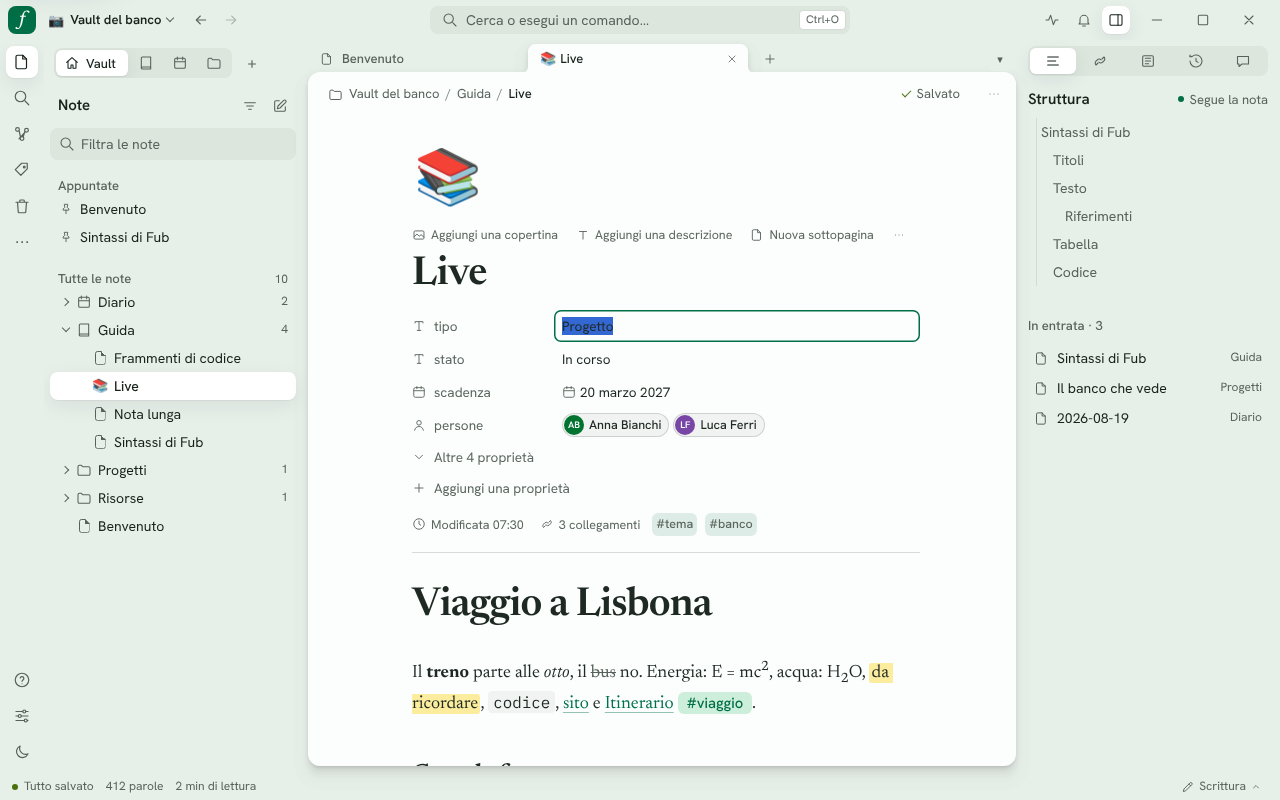 f Vault del banco
Cerca o esegui un comando…
Ctrl+O
Vault
Note
Filtra le note
Appuntate
Benvenuto
Sintassi di Fub
Tutte le note 10
Diario 2
Guida 4
Frammenti di codice
Live
Nota lunga
Sintassi di Fub
Progetti 1
Risorse 1
Benvenuto
Tutto salvato 412 parole 2 min di lettura
Benvenuto
Live
Vault del banco / Guida / Live
Salvato
Aggiungi una copertina Aggiungi una descrizione Nuova sottopagina
Live
tipo Progetto
stato In corso
scadenza 20 marzo 2027
persone AB Anna Bianchi LF Luca Ferri
Altre 4 proprietà
Aggiungi una proprietà
Modificata 07:30 3 collegamenti #tema #banco
Viaggio a Lisbona
Il treno parte alle otto, il bus no. Energia: E = mc², acqua: H₂O, da
ricordare, codice, sito e Itinerario #viaggio.
Struttura
Segue la nota
Sintassi di Fub
Titoli
Testo
Riferimenti
Tabella
Codice
In entrata · 3
Sintassi di Fub Guida
Il banco che vede Progetti
2026-08-19 Diario
Scrittura